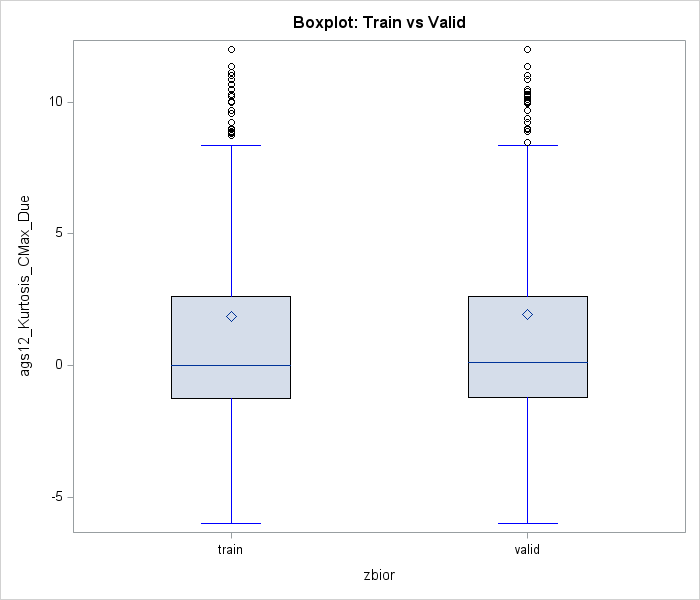 Boxplot: Train vs Valid
10
5
0
-5
ags12_Kurtosis_CMax_Due
train
valid
zbior